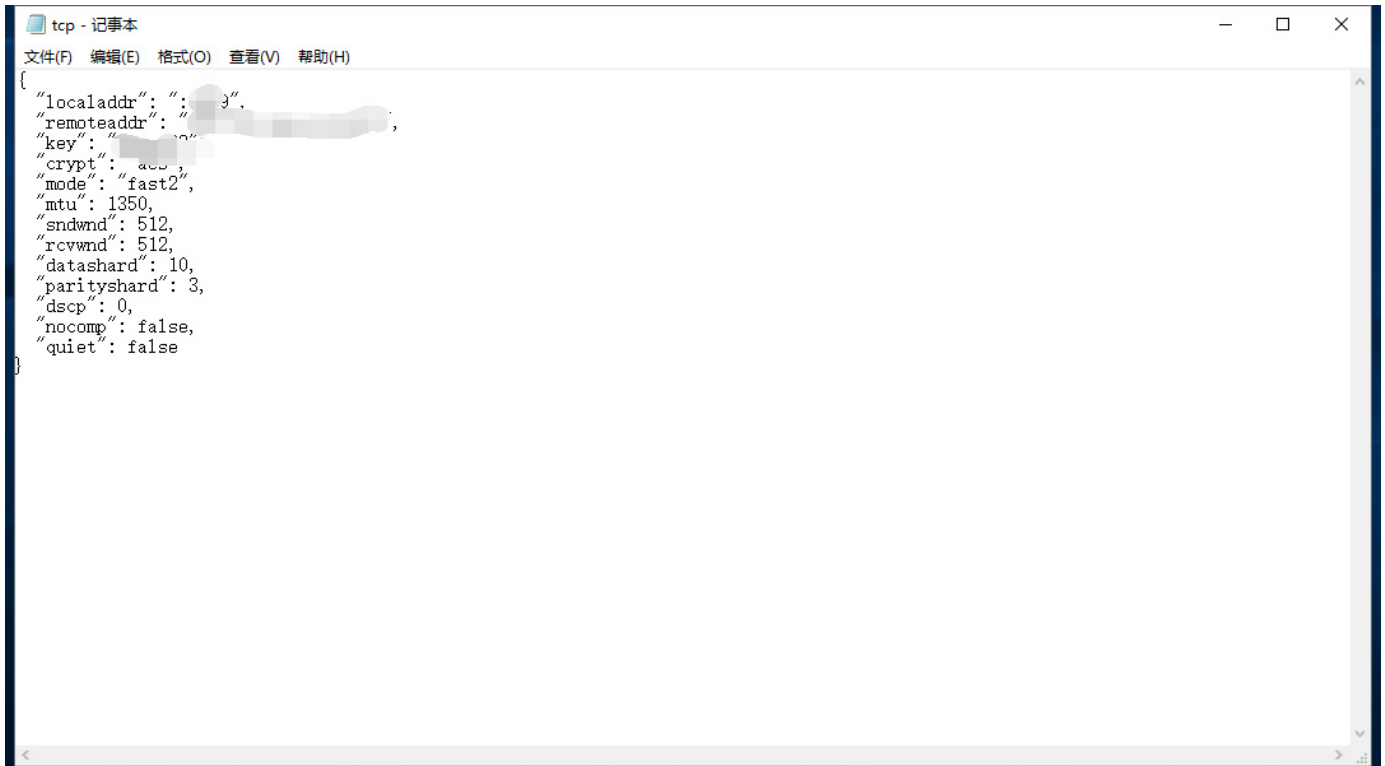 tcp - 记事本
文件(F) 编辑(E) 格式(O) 查看(V) 帮助(H)
{
"localaddr": ": 9",
"remoteaddr": " ,
"key": "
"crypt": " ,
"mode": "fast2",
"mtu": 1350,
"sndwnd": 512,
"rcvwnd": 512,
"datashard": 10,
"parityshard": 3,
"dscp": 0,
"nocomp": false,
"quiet": false
}